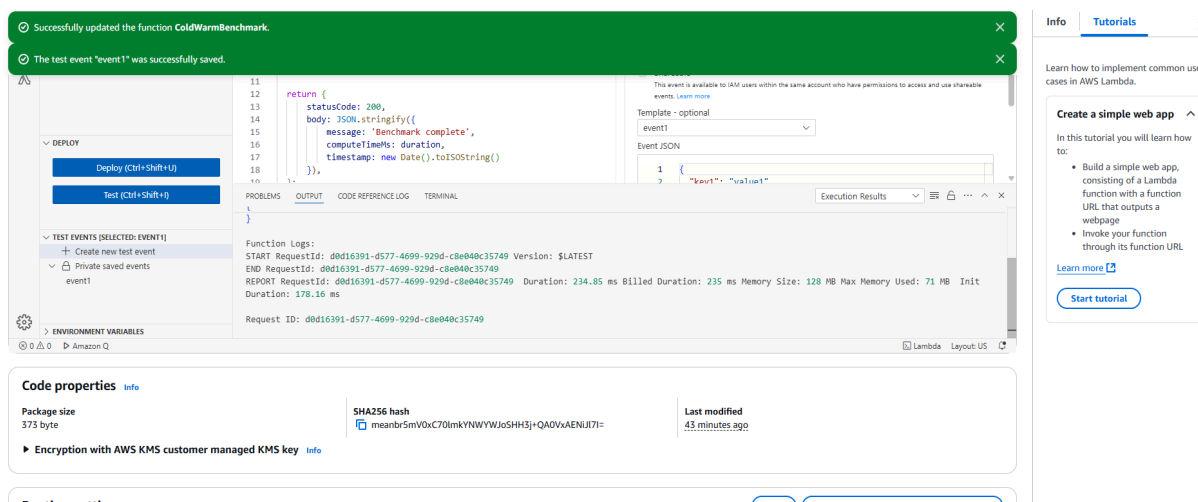 Successfully updated the function ColdWarmBenchmark.
The test event "event1" was successfully saved.
DEPLOY
Deploy (Ctrl+Shift+U)
Test (Ctrl+Shift+I)
TEST EVENTS [SELECTED: EVENT1]
Create new test event
Private saved events
event1
ENVIRONMENT VARIABLES
11
12 return {
13 statusCode: 200,
14 body: JSON.stringify({
15 message: 'Benchmark complete',
16 computeTimeMs: duration,
17 timestamp: new Date().toISOString()
18 }),
19 };
This event is available to IAM users within the same account who have permissions to access and use shareable
events. Learn more
Template - optional
event1
Event JSON
1 {
2 "key1": "value1"
PROBLEMS OUTPUT CODE REFERENCE LOG TERMINAL
Execution Results
}
Function Logs:
START RequestId: d0d16391-d577-4699-929d-c8e040c35749 Version: $LATEST
END RequestId: d0d16391-d577-4699-929d-c8e040c35749
REPORT RequestId: d0d16391-d577-4699-929d-c8e040c35749 Duration: 234.85 ms Billed Duration: 235 ms Memory Size: 128 MB Max Memory Used: 71 MB Init
Duration: 178.16 ms
Request ID: d0d16391-d577-4699-929d-c8e040c35749
0 0 Amazon Q
Lambda Layout: US
Code properties Info
Package size
373 byte
SHA256 hash
meanbr5mV0xC70lmkYNWYWJoSHH3j+QA0VxAENiJl7I=
Last modified
43 minutes ago
Encryption with AWS KMS customer managed KMS key Info
Info Tutorials
Learn how to implement common use
cases in AWS Lambda.
Create a simple web app
In this tutorial you will learn how
to:
Build a simple web app,
consisting of a Lambda
function with a function
URL that outputs a
webpage
Invoke your function
through its function URL
Learn more
Start tutorial